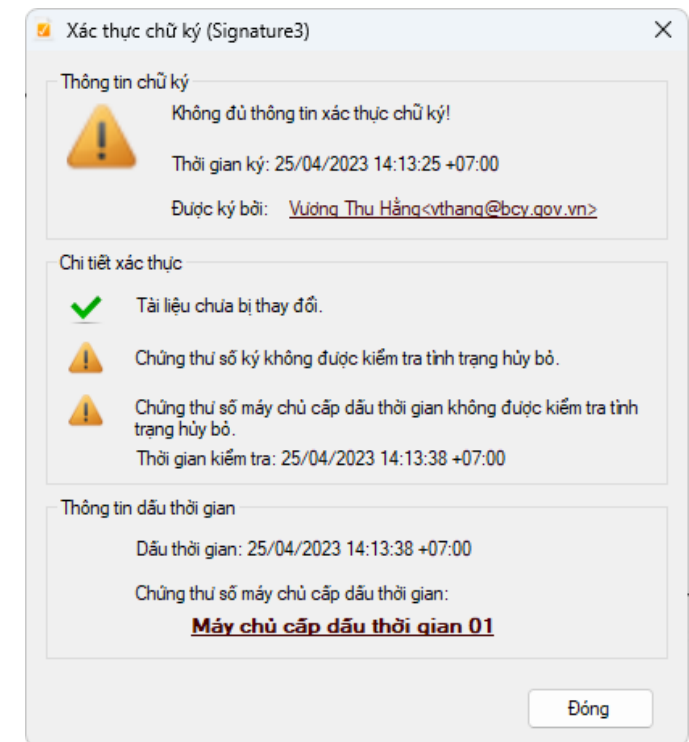 Xác thực chữ ký (Signature3)
Thông tin chữ ký
Không đủ thông tin xác thực chữ ký!
Thời gian ký: 25/04/2023 14:13:25 +07:00
Được ký bởi: Vương Thu Hằng<vthang@bcy.gov.vn>
Chi tiết xác thực
Tài liệu chưa bị thay đổi.
Chứng thư số ký không được kiểm tra tình trạng hủy bỏ.
Chứng thư số máy chủ cấp dấu thời gian không được kiểm tra tình
trạng hủy bỏ.
Thời gian kiểm tra: 25/04/2023 14:13:38 +07:00
Thông tin dấu thời gian
Dấu thời gian: 25/04/2023 14:13:38 +07:00
Chứng thư số máy chủ cấp dấu thời gian:
Máy chủ cấp dấu thời gian 01
Đóng